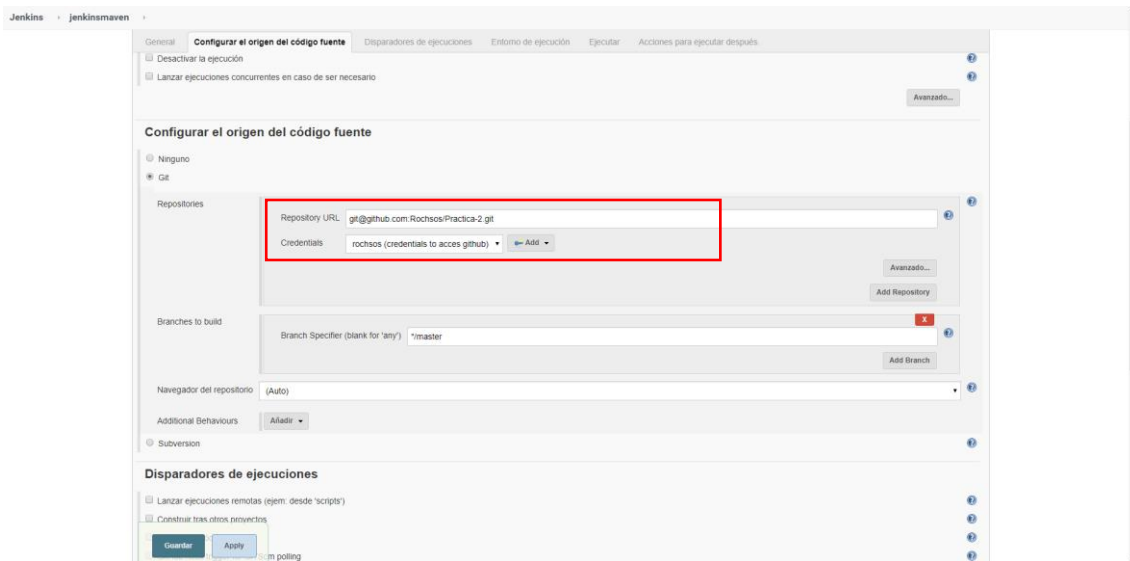 Jenkins › jenkinsmaven ›
General Configurar el origen del código fuente Disparadores de ejecuciones Entorno de ejecución Ejecutar Acciones para ejecutar después
Desactivar la ejecución
Lanzar ejecuciones concurrentes en caso de ser necesario
Avanzado...
Configurar el origen del código fuente
Ninguno
Git
Repositories
Repository URL git@github.com:Rochsos/Practica-2.git
Credentials rochsos (credentials to acces github) Add
Avanzado...
Add Repository
Branches to build
X
Branch Specifier (blank for 'any') */master
Add Branch
Navegador del repositorio (Auto)
Additional Behaviours Añadir
Subversion
Disparadores de ejecuciones
Lanzar ejecuciones remotas (ejem: desde 'scripts')
Construir tras otros proyectos
Guardar Apply
polling